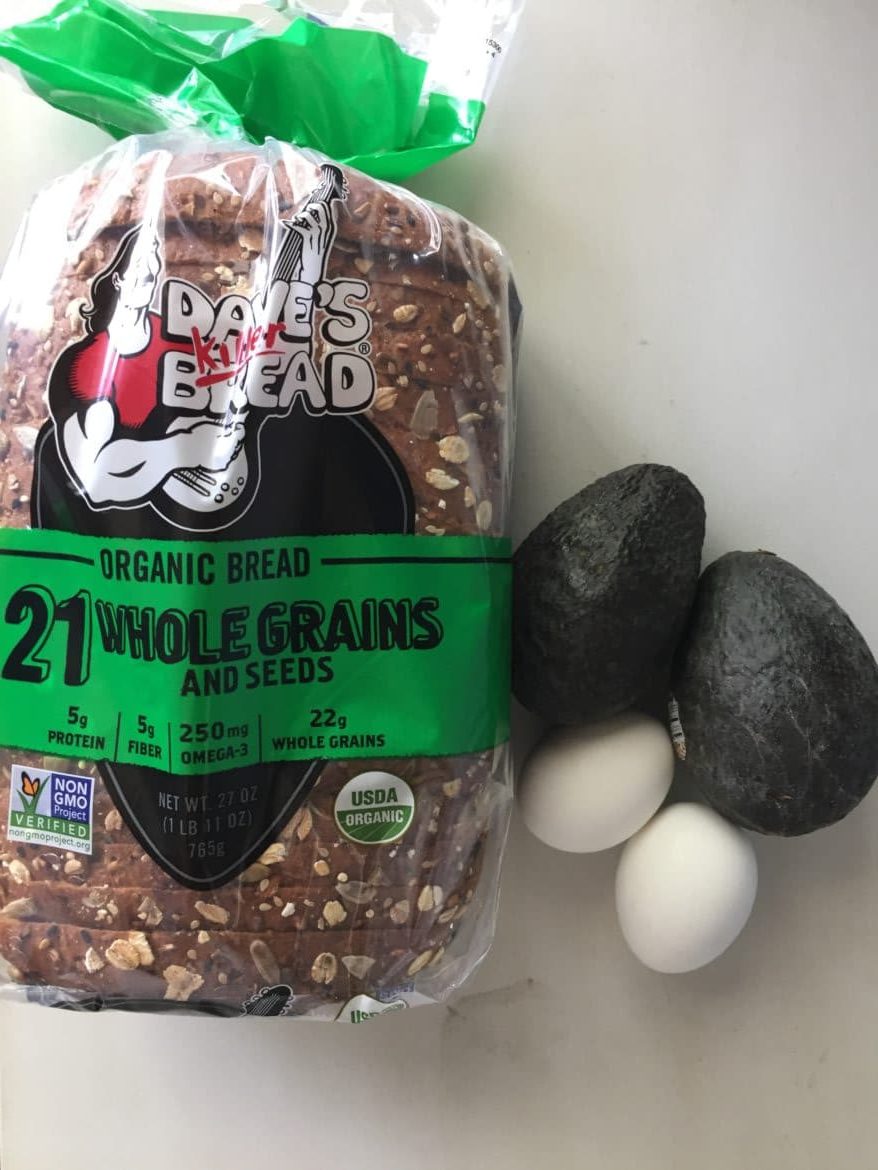 DAVE'S
Killer
BREAD®
ORGANIC BREAD
21 WHOLE GRAINS
AND SEEDS
5g
PROTEIN
5g
FIBER
250mg
OMEGA-3
22g
WHOLE GRAINS
NON
GMO
Project
VERIFIED
nongmoproject.org
NET WT. 27 OZ
(1 LB 11 OZ)
765g
USDA
ORGANIC